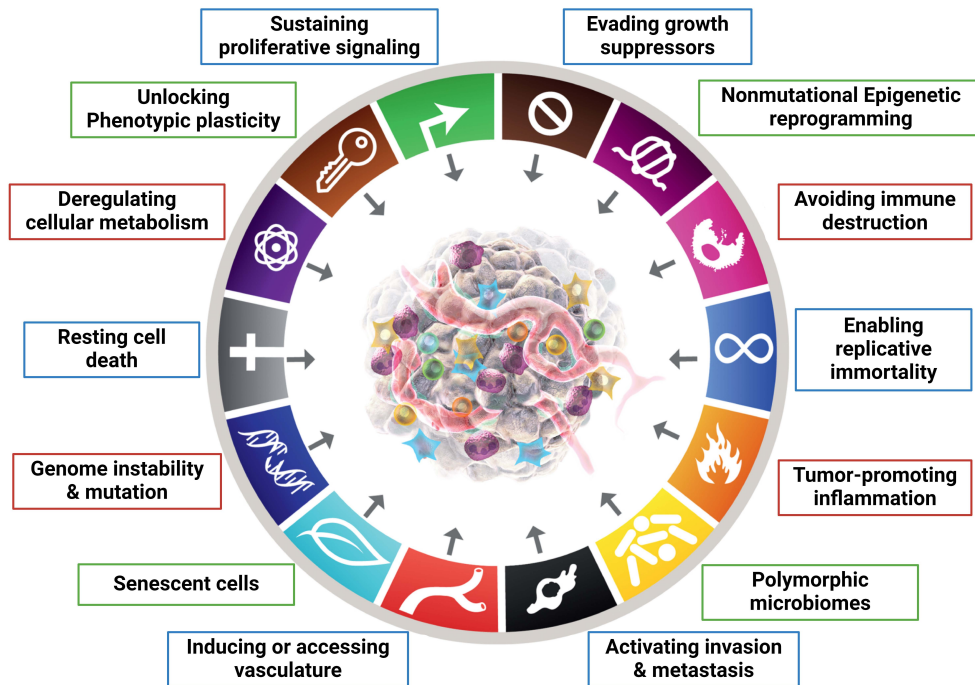 Sustaining
proliferative signaling
Evading growth
suppressors
Unlocking
Phenotypic plasticity
Nonmutational Epigenetic
reprogramming
Deregulating
cellular metabolism
Avoiding immune
destruction
Resting cell
death
Enabling
replicative
immortality
Genome instability
& mutation
Tumor-promoting
inflammation
Senescent cells
Polymorphic
microbiomes
Inducing or accessing
vasculature
Activating invasion
& metastasis